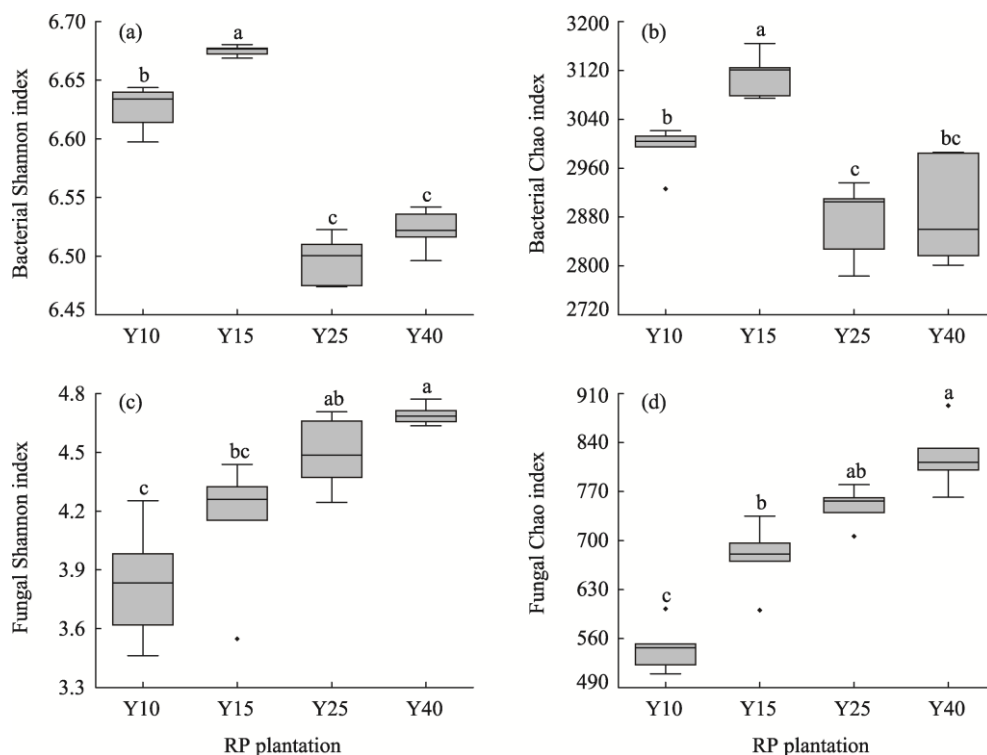 (a)
Bacterial Shannon index
6.70
6.65
6.60
6.55
6.50
6.45
b
a
c
c
Y10 Y15 Y25 Y40
(b)
Bacterial Chao index
3200
3120
3040
2960
2880
2800
2720
b
a
c
bc
Y10 Y15 Y25 Y40
(c)
Fungal Shannon index
4.8
4.5
4.2
3.9
3.6
3.3
c
bc
ab
a
Y10 Y15 Y25 Y40
RP plantation
(d)
Fungal Chao index
910
840
770
700
630
560
490
c
b
ab
a
Y10 Y15 Y25 Y40
RP plantation